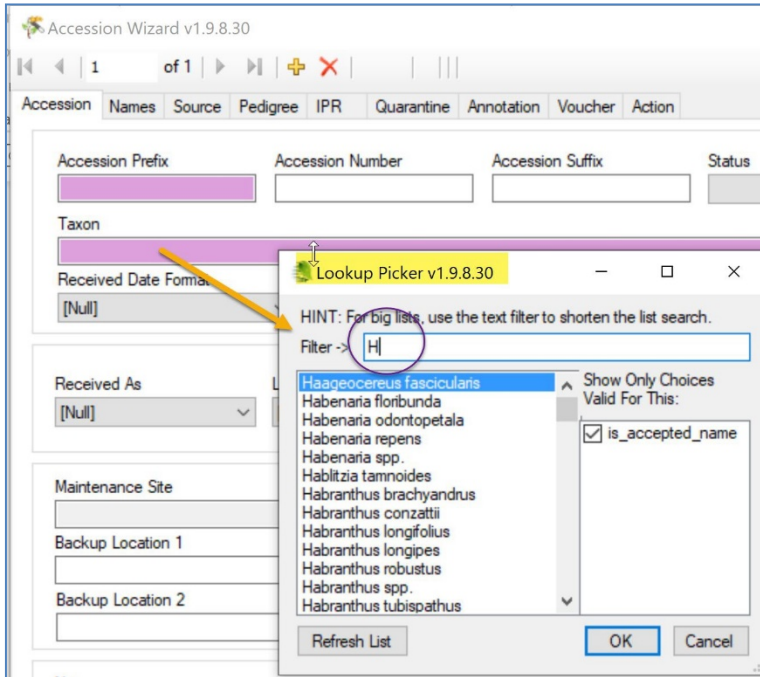 Accession Wizard v1.9.8.30
1 of 1
Accession Names Source Pedigree IPR Quarantine Annotation Voucher Action
Accession Prefix Accession Number Accession Suffix Status
Taxon
Lookup Picker v1.9.8.30
Received Date Format
[Null]
HINT: For big lists, use the text filter to shorten the list search.
Filter -> H
Haageocereus fascicularis
Habenaria floribunda
Habenaria odontopetala
Habenaria repens
Habenaria spp.
Hablitzia tamnoides
Habranthus brachyandrus
Habranthus conzattii
Habranthus longifolius
Habranthus longipes
Habranthus robustus
Habranthus spp.
Habranthus tubispathus
Show Only Choices
Valid For This:
is_accepted_name
Received As
[Null]
Maintenance Site
Backup Location 1
Backup Location 2
Refresh List OK Cancel